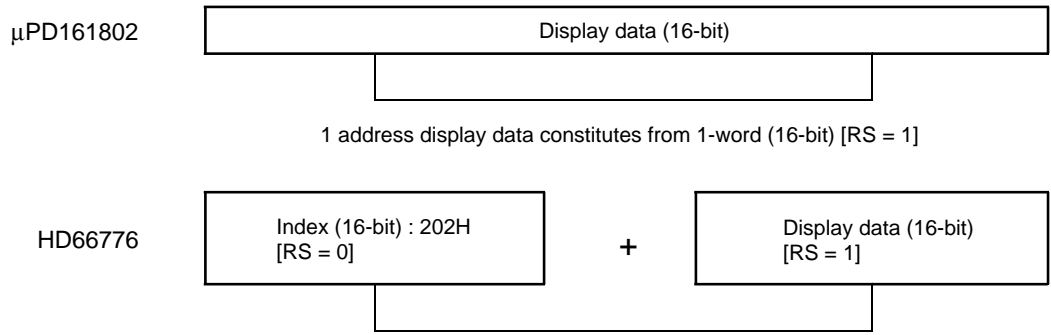 μPD161802
Display data (16-bit)
1 address display data constitutes from 1-word (16-bit) [RS = 1]
HD66776
Index (16-bit) : 202H
[RS = 0]
+
Display data (16-bit)
[RS = 1]